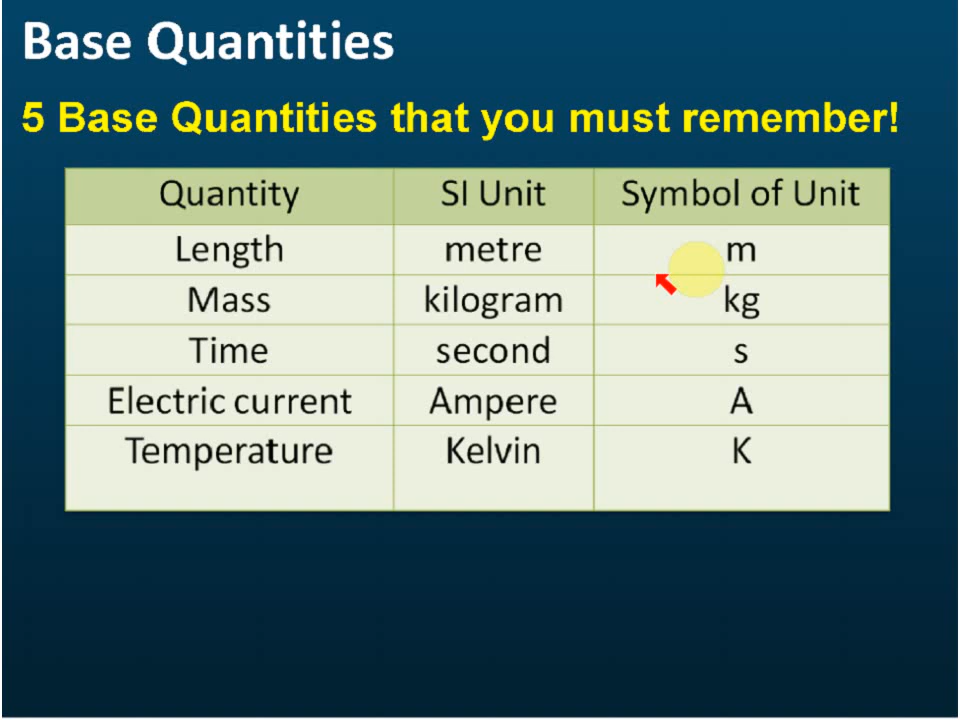 Base Quantities
5 Base Quantities that you must remember!
Quantity SI Unit Symbol of Unit
Length metre m
Mass kilogram kg
Time second s
Electric current Ampere A
Temperature Kelvin K